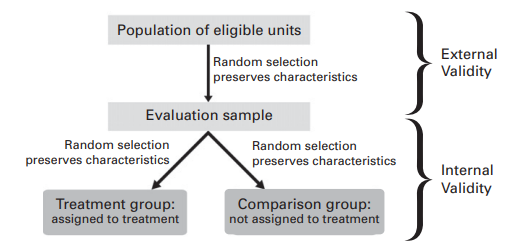 Population of eligible units
Random selection
preserves characteristics
External
Validity
Evaluation sample
Random selection
preserves characteristics
Random selection
preserves characteristics
Internal
Validity
Treatment group:
assigned to treatment
Comparison group:
not assigned to treatment